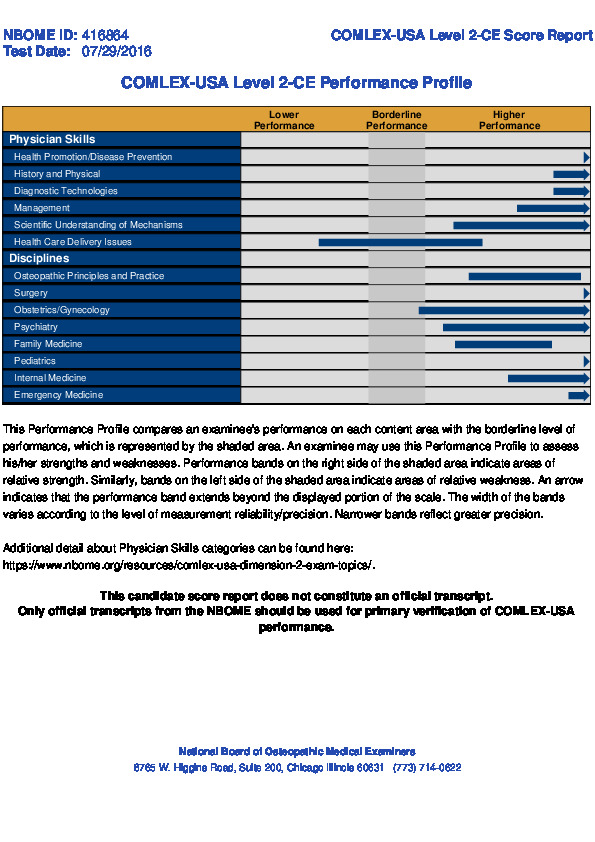 NBOME ID: 416864 COMLEX-USA Level 2-CE Score Report
Test Date: 07/29/2016
COMLEX-USA Level 2-CE Performance Profile
Lower Performance Borderline Performance Higher Performance
Physician Skills
Health Promotion/Disease Prevention
History and Physical
Diagnostic Technologies
Management
Scientific Understanding of Mechanisms
Health Care Delivery Issues
Disciplines
Osteopathic Principles and Practice
Surgery
Obstetrics/Gynecology
Psychiatry
Family Medicine
Pediatrics
Internal Medicine
Emergency Medicine
This Performance Profile compares an examinee's performance on each content area with the borderline level of
performance, which is represented by the shaded area. An examinee may use this Performance Profile to assess
his/her strengths and weaknesses. Performance bands on the right side of the shaded area indicate areas of
relative strength. Similarly, bands on the left side of the shaded area indicate areas of relative weakness. An arrow
indicates that the performance band extends beyond the displayed portion of the scale. The width of the bands
varies according to the level of measurement reliability/precision. Narrower bands reflect greater precision.
Additional detail about Physician Skills categories can be found here:
https://www.nbome.org/resources/comlex-usa-dimension-2-exam-topics/.
This candidate score report does not constitute an official transcript.
Only official transcripts from the NBOME should be used for primary verification of COMLEX-USA
performance.
National Board of Osteopathic Medical Examiners
8765 W. Higgins Road, Suite 200, Chicago Illinois 60631 (773) 714-0622